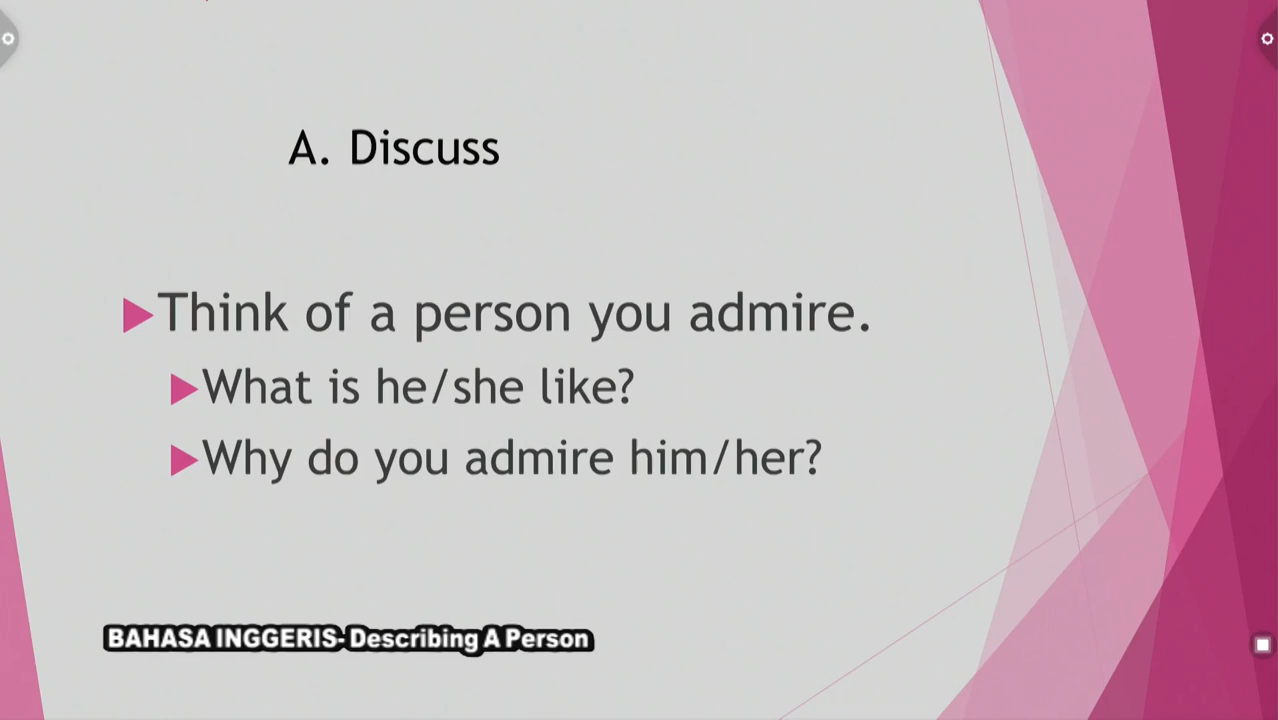 A. Discuss
Think of a person you admire.
What is he/she like?
Why do you admire him/her?
BAHASA INGGERIS- Describing A Person